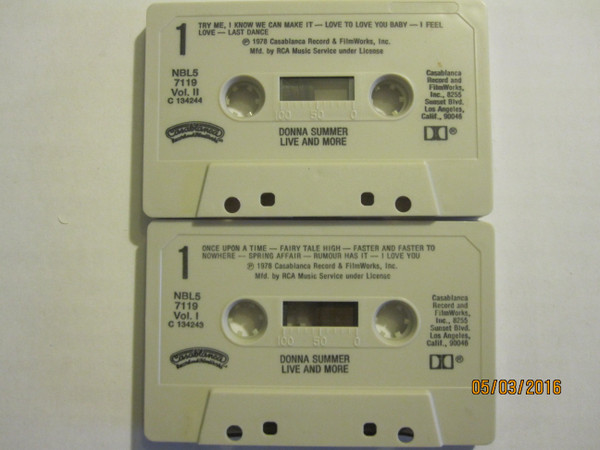 1
TRY ME, I KNOW WE CAN MAKE IT — LOVE TO LOVE YOU BABY — I FEEL
LOVE — LAST DANCE
℗ 1978 Casablanca Record & FilmWorks, Inc.
Mfd. by RCA Music Service under License
NBL5
7119
Vol. II
C 134244
Casablanca
Record and
FilmWorks,
Inc., 8255
Sunset Blvd.
Los Angeles,
Calif., 90046
100 50 0
DONNA SUMMER
LIVE AND MORE
®
1
ONCE UPON A TIME — FAIRY TALE HIGH — FASTER AND FASTER TO
NOWHERE — SPRING AFFAIR — RUMOUR HAS IT — I LOVE YOU
℗ 1978 Casablanca Record & FilmWorks, Inc.
Mfd. by RCA Music Service under License
NBL5
7119
Vol. I
C 134243
Casablanca
Record and
FilmWorks,
Inc., 8255
Sunset Blvd.
Los Angeles,
Calif., 90046
100 50 0
DONNA SUMMER
LIVE AND MORE
®
05/03/2016